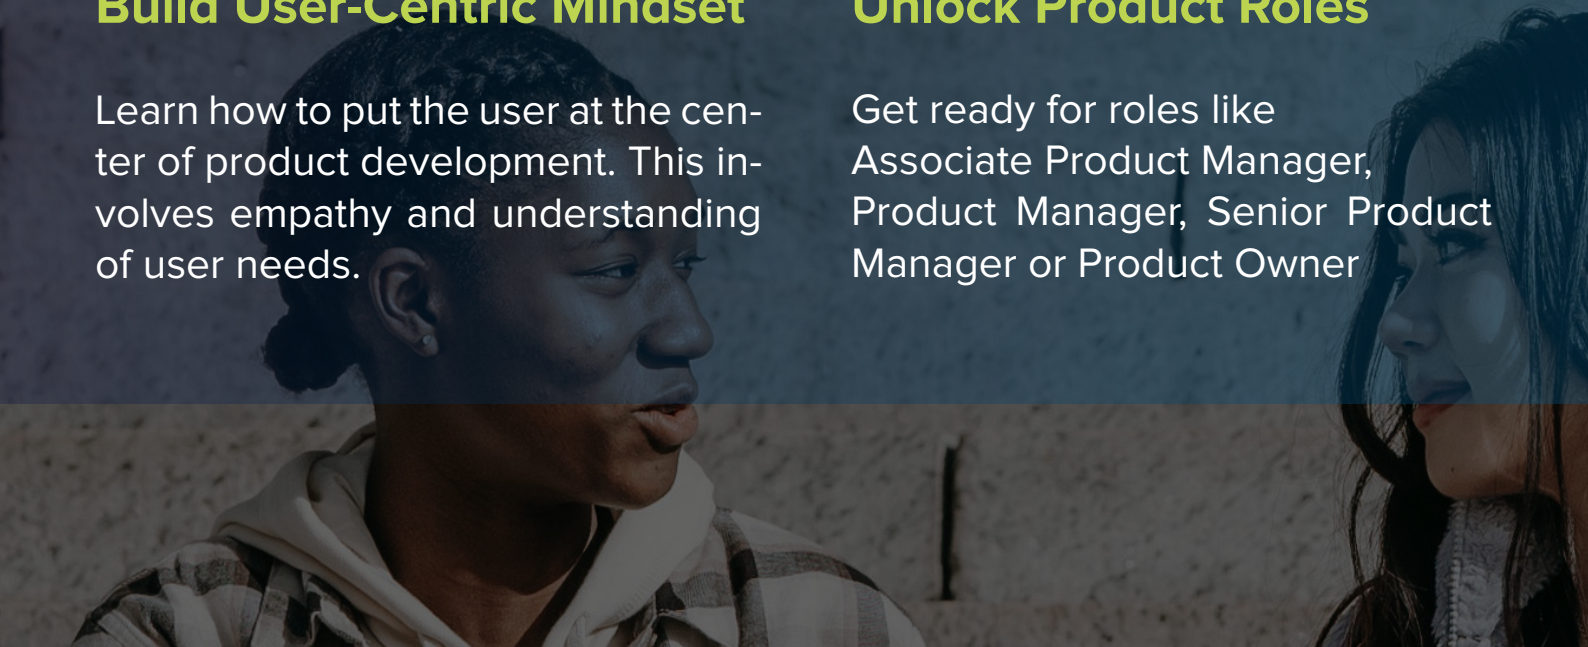 Build User-Centric Mindset
Learn how to put the user at the cen-
ter of product development. This in-
volves empathy and understanding
of user needs.
Unlock Product Roles
Get ready for roles like
Associate Product Manager,
Product Manager, Senior Product
Manager or Product Owner